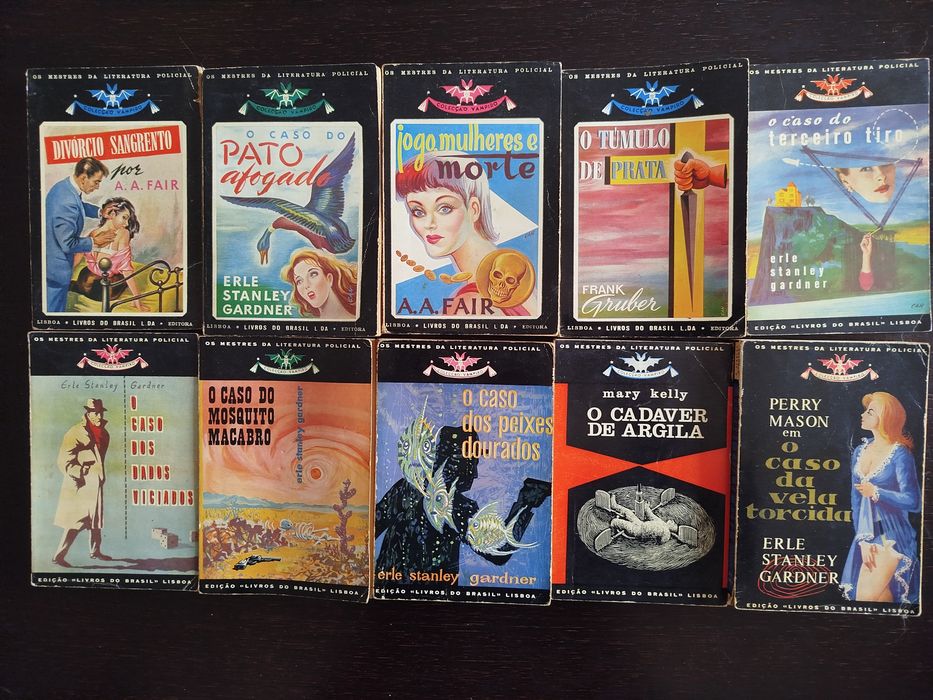 OS MESTRES DA LITERATURA POLICIAL
COLECÇÃO VAMPIRO
DIVÓRCIO SANGRENTO
por
A. A. FAIR
LISBOA • LIVROS DO BRASIL L.DA • EDITORA
OS MESTRES DA LITERATURA POLICIAL
COLECÇÃO VAMPIRO
O CASO DO
PATO
afogado
ERLE
STANLEY
GARDNER
LISBOA • LIVROS DO BRASIL L.DA • EDITORA
OS MESTRES DA LITERATURA POLICIAL
COLECÇÃO VAMPIRO
jogo, mulheres e
morte
A.A. FAIR
LISBOA • LIVROS DO BRASIL L.DA • EDITORA
OS MESTRES DA LITERATURA POLICIAL
COLECÇÃO VAMPIRO
O TÚMULO
DE PRATA
FRANK
Gruber
LISBOA • LIVROS DO BRASIL L.DA • EDITORA
OS MESTRES DA LITERATURA POLICIAL
COLECÇÃO VAMPIRO
o caso do
terceiro tiro
erle
stanley
gardner
EDIÇÃO «LIVROS DO BRASIL» LISBOA
OS MESTRES DA LITERATURA POLICIAL
COLECÇÃO VAMPIRO
Erle Stanley Gardner
O
CASO
DOS
DADOS
VICIADOS
EDIÇÃO «LIVROS DO BRASIL» LISBOA
OS MESTRES DA LITERATURA POLICIAL
COLECÇÃO VAMPIRO
O CASO DO
MOSQUITO
MACABRO
erle stanley gardner
EDIÇÃO «LIVROS DO BRASIL» LISBOA
OS MESTRES DA LITERATURA POLICIAL
COLECÇÃO VAMPIRO
o caso
dos peixes
dourados
erle stanley gardner
EDIÇÃO «LIVROS DO BRASIL» LISBOA
OS MESTRES DA LITERATURA POLICIAL
COLECÇÃO VAMPIRO
mary kelly
O CADAVER
DE ARGILA
EDIÇÃO «LIVROS DO BRASIL» LISBOA
OS MESTRES DA LITERATURA POLICIAL
COLECÇÃO VAMPIRO
PERRY
MASON
em
o
caso
da
vela
torcida
ERLE
STANLEY
GARDNER
EDIÇÃO «LIVROS DO BRASIL» LISBOA